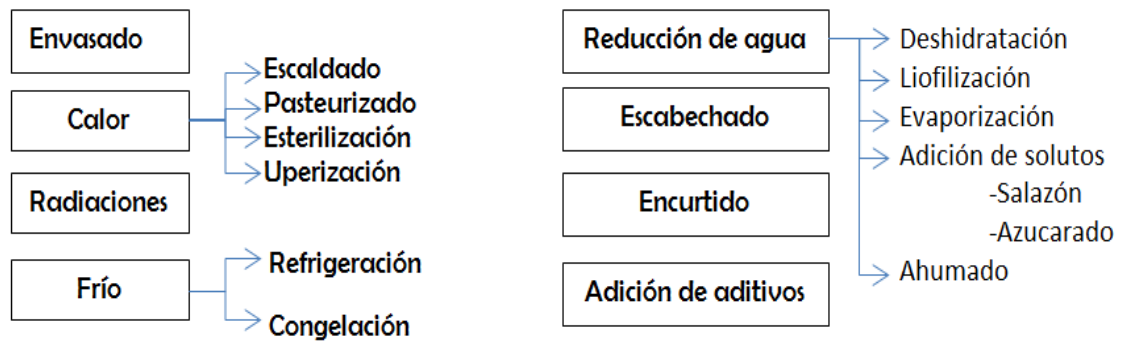 Envasado
Calor
Escaldado
Pasteurizado
Esterilización
Uperización
Radiaciones
Frío
Refrigeración
Congelación
Reducción de agua
Deshidratación
Liofilización
Evaporización
Adición de solutos
-Salazón
-Azucarado
Ahumado
Escabechado
Encurtido
Adición de aditivos